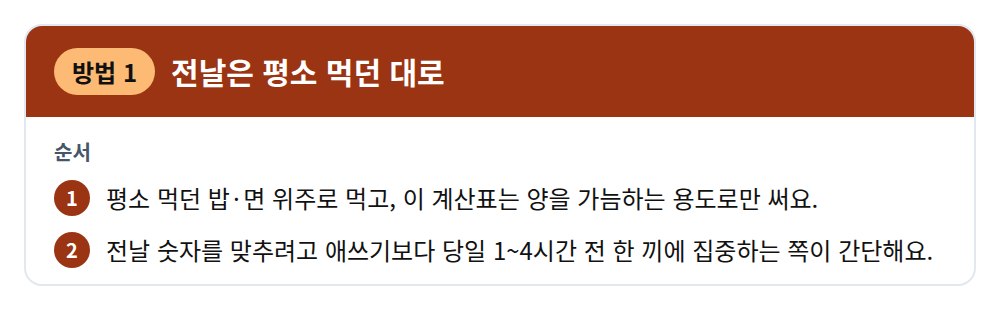 방법 1 전날은 평소 먹던 대로
순서
1 평소 먹던 밥·면 위주로 먹고, 이 계산표는 양을 가늠하는 용도로만 써요.
2 전날 숫자를 맞추려고 애쓰기보다 당일 1~4시간 전 한 끼에 집중하는 쪽이 간단해요.